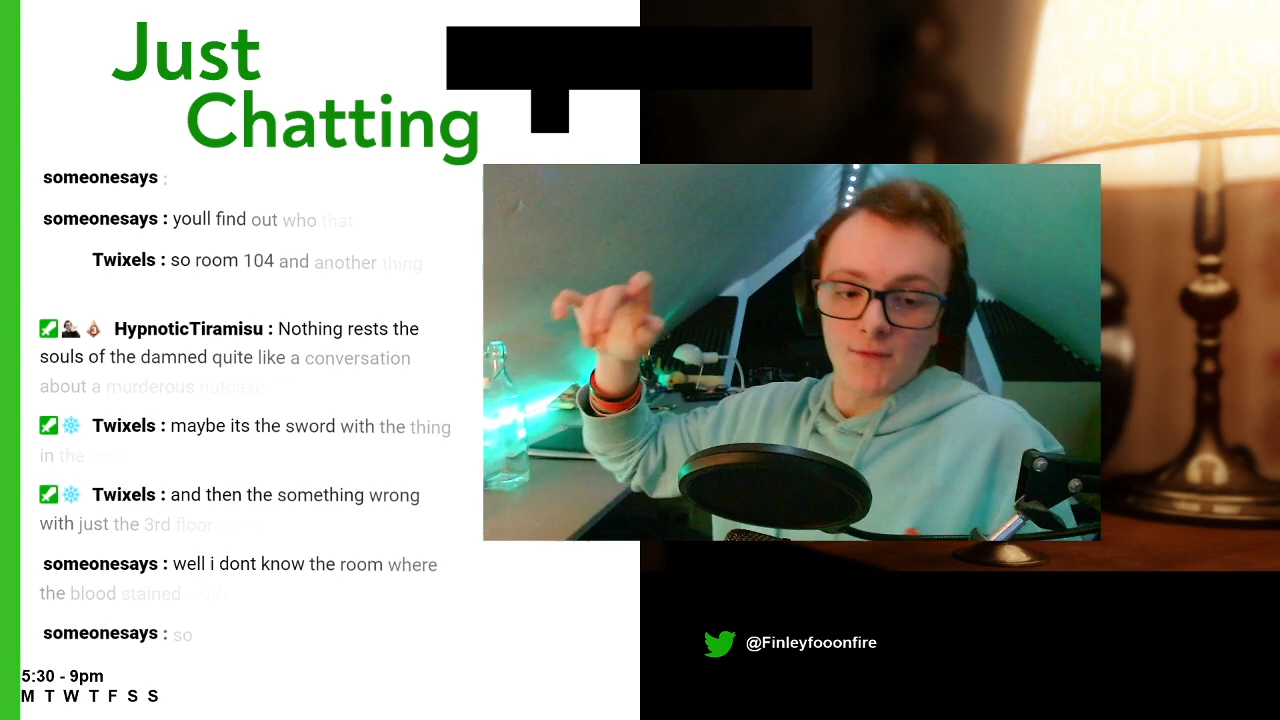 Just
Chatting
someonesays :
someonesays : youll find out who that
Twixels : so room 104 and another thing
HypnoticTiramisu : Nothing rests the
souls of the damned quite like a conversation
about a murderous nutcase
Twixels : maybe its the sword with the thing
in the
Twixels : and then the something wrong
with just the 3rd floor
someonesays : well i dont know the room where
the blood stained
someonesays : so
5:30 - 9pm
M T W T F S S
@Finleyfooonfire